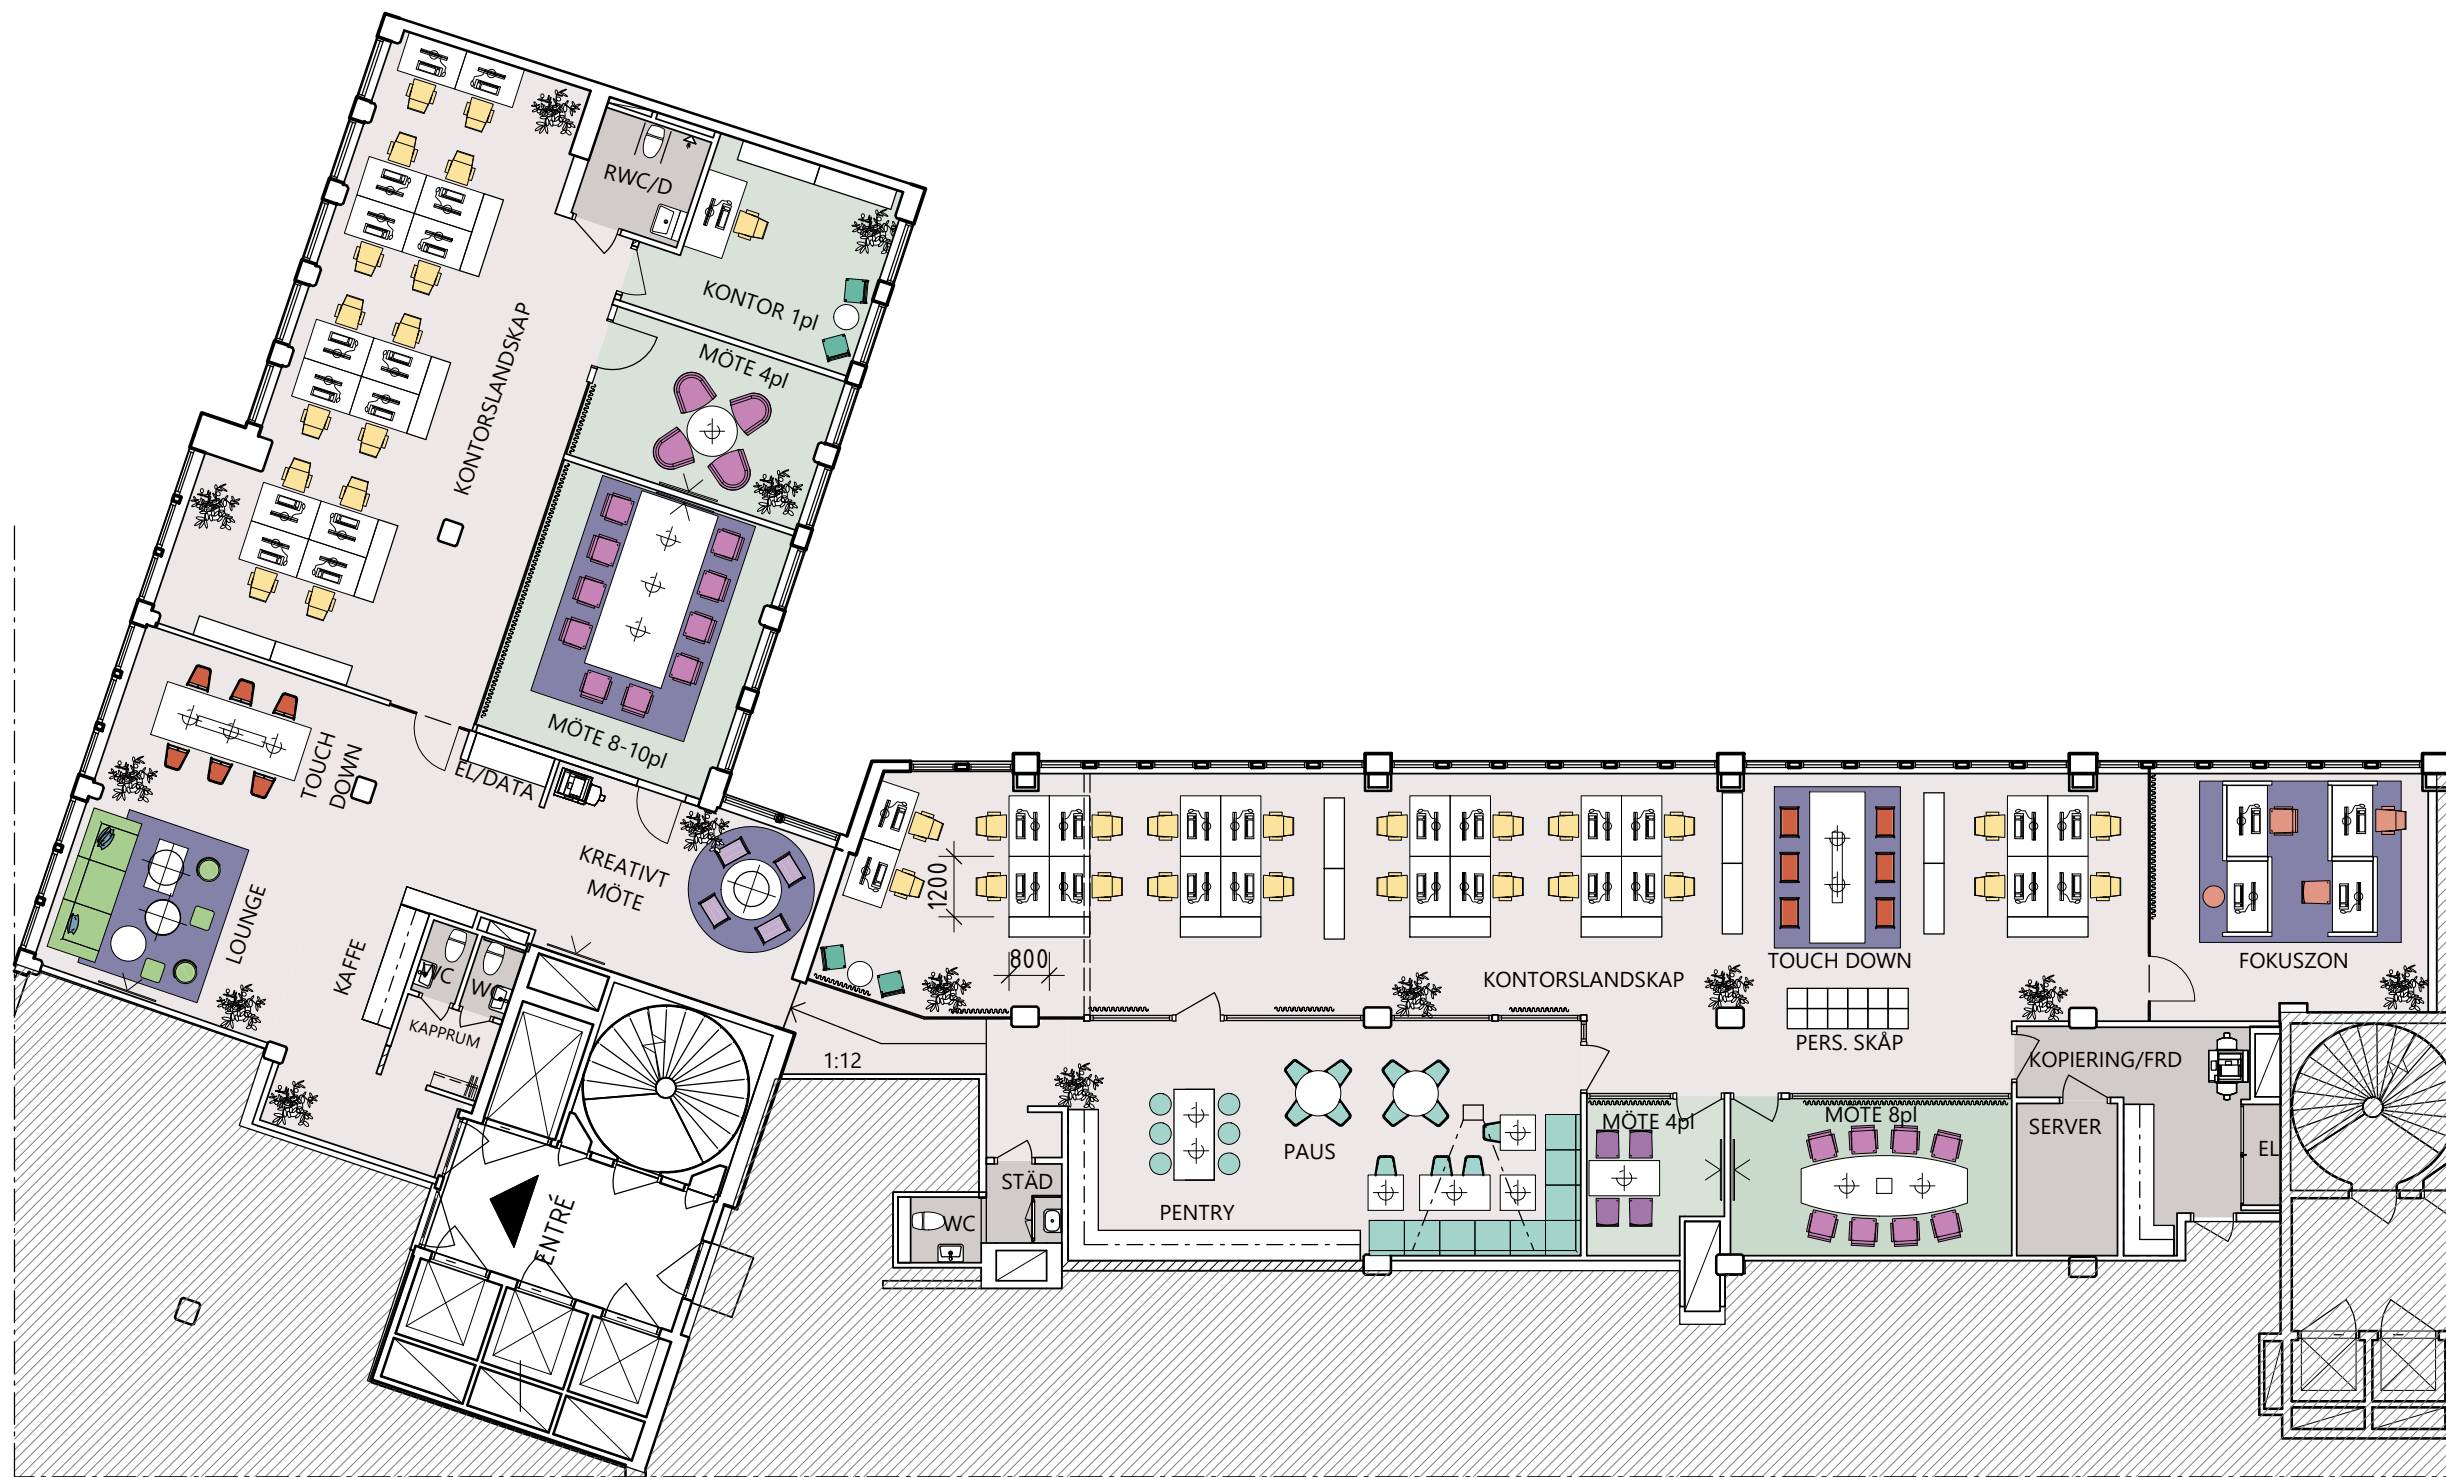 RWC/D
KONTOR 1pl
MÖTE 4pl
KONTORSLANDSKAP
MÖTE 8-10pl
TOUCH
DOWN
EL/DATA
KREATIVT
MÖTE
LOUNGE
KAFFE
WC
WC
KAPPRUM
ENTRÉ
1:12
1200
800
KONTORSLANDSKAP
TOUCH DOWN
FOKUSZON
PERS. SKÅP
KOPIERING/FRD
PAUS
MÖTE 4pl
MÖTE 8pl
SERVER
EL
STÄD
WC
PENTRY